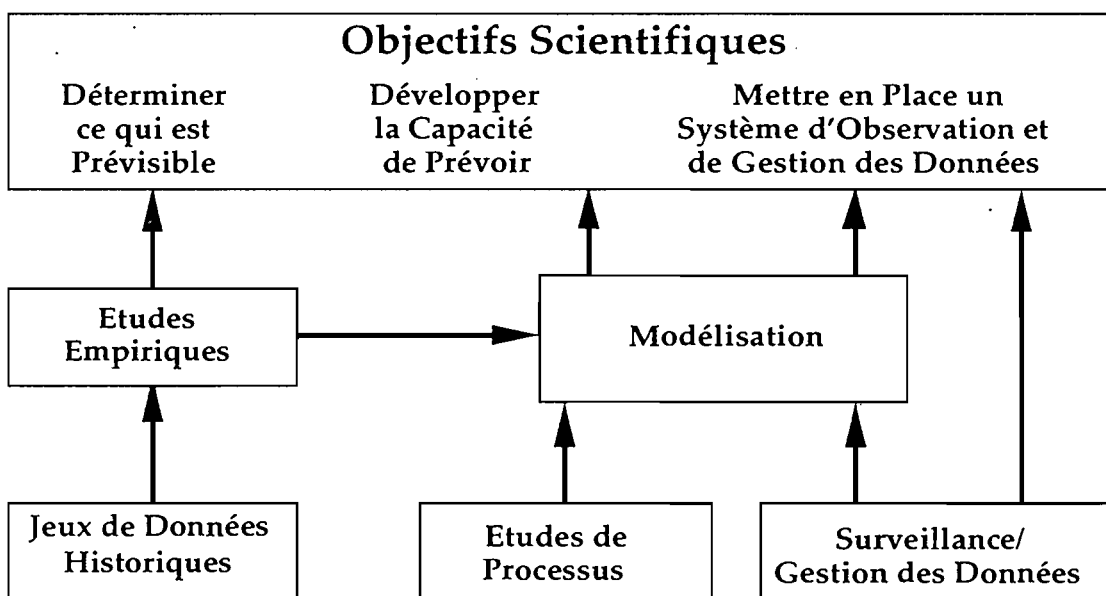 Objectifs Scientifiques
Déterminer
ce qui est
Prévisible
Développer
la Capacité
de Prévoir
Mettre en Place un
Système d'Observation et
de Gestion des Données
Etudes
Empiriques
Modélisation
Jeux de Données
Historiques
Etudes de
Processus
Surveillance/
Gestion des Données